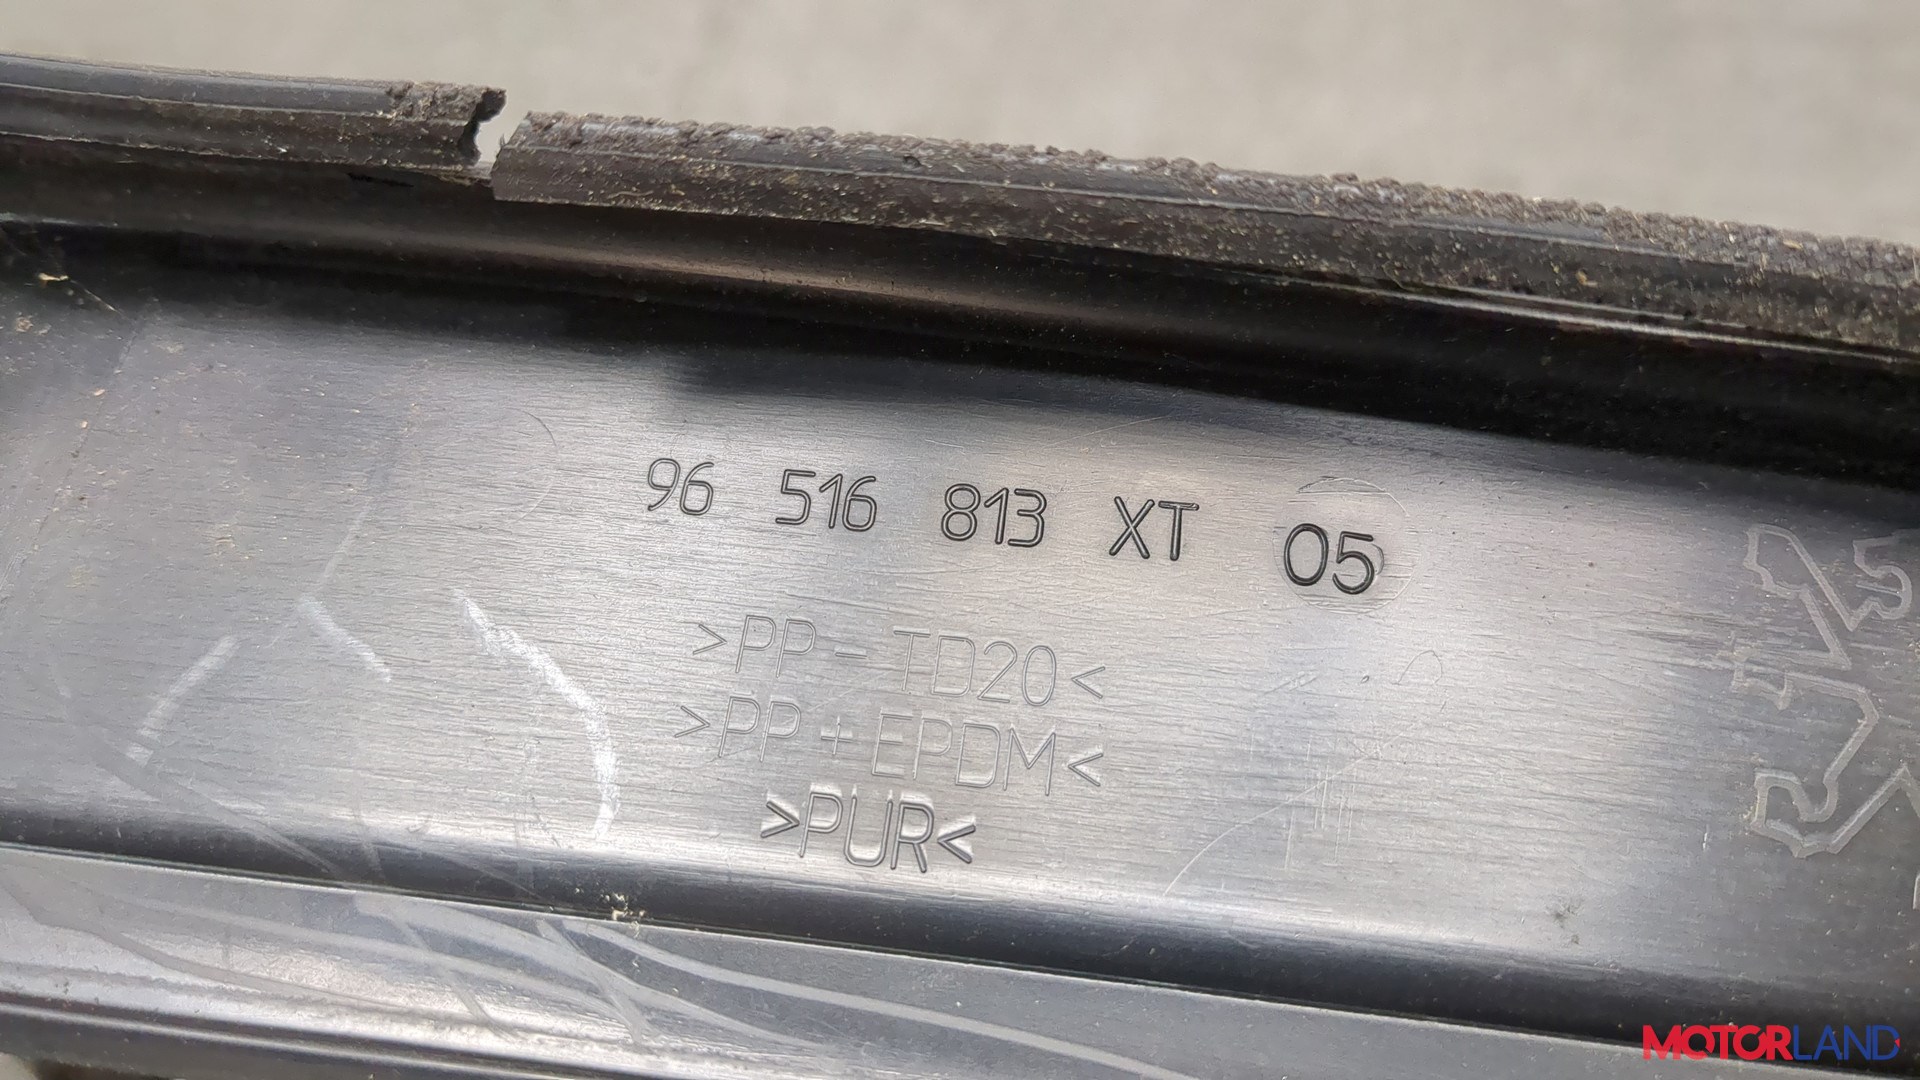 96 516 813 XT 05
>PP-TD20<
>PP+EPDM<
>PUR<
MOTORLAND